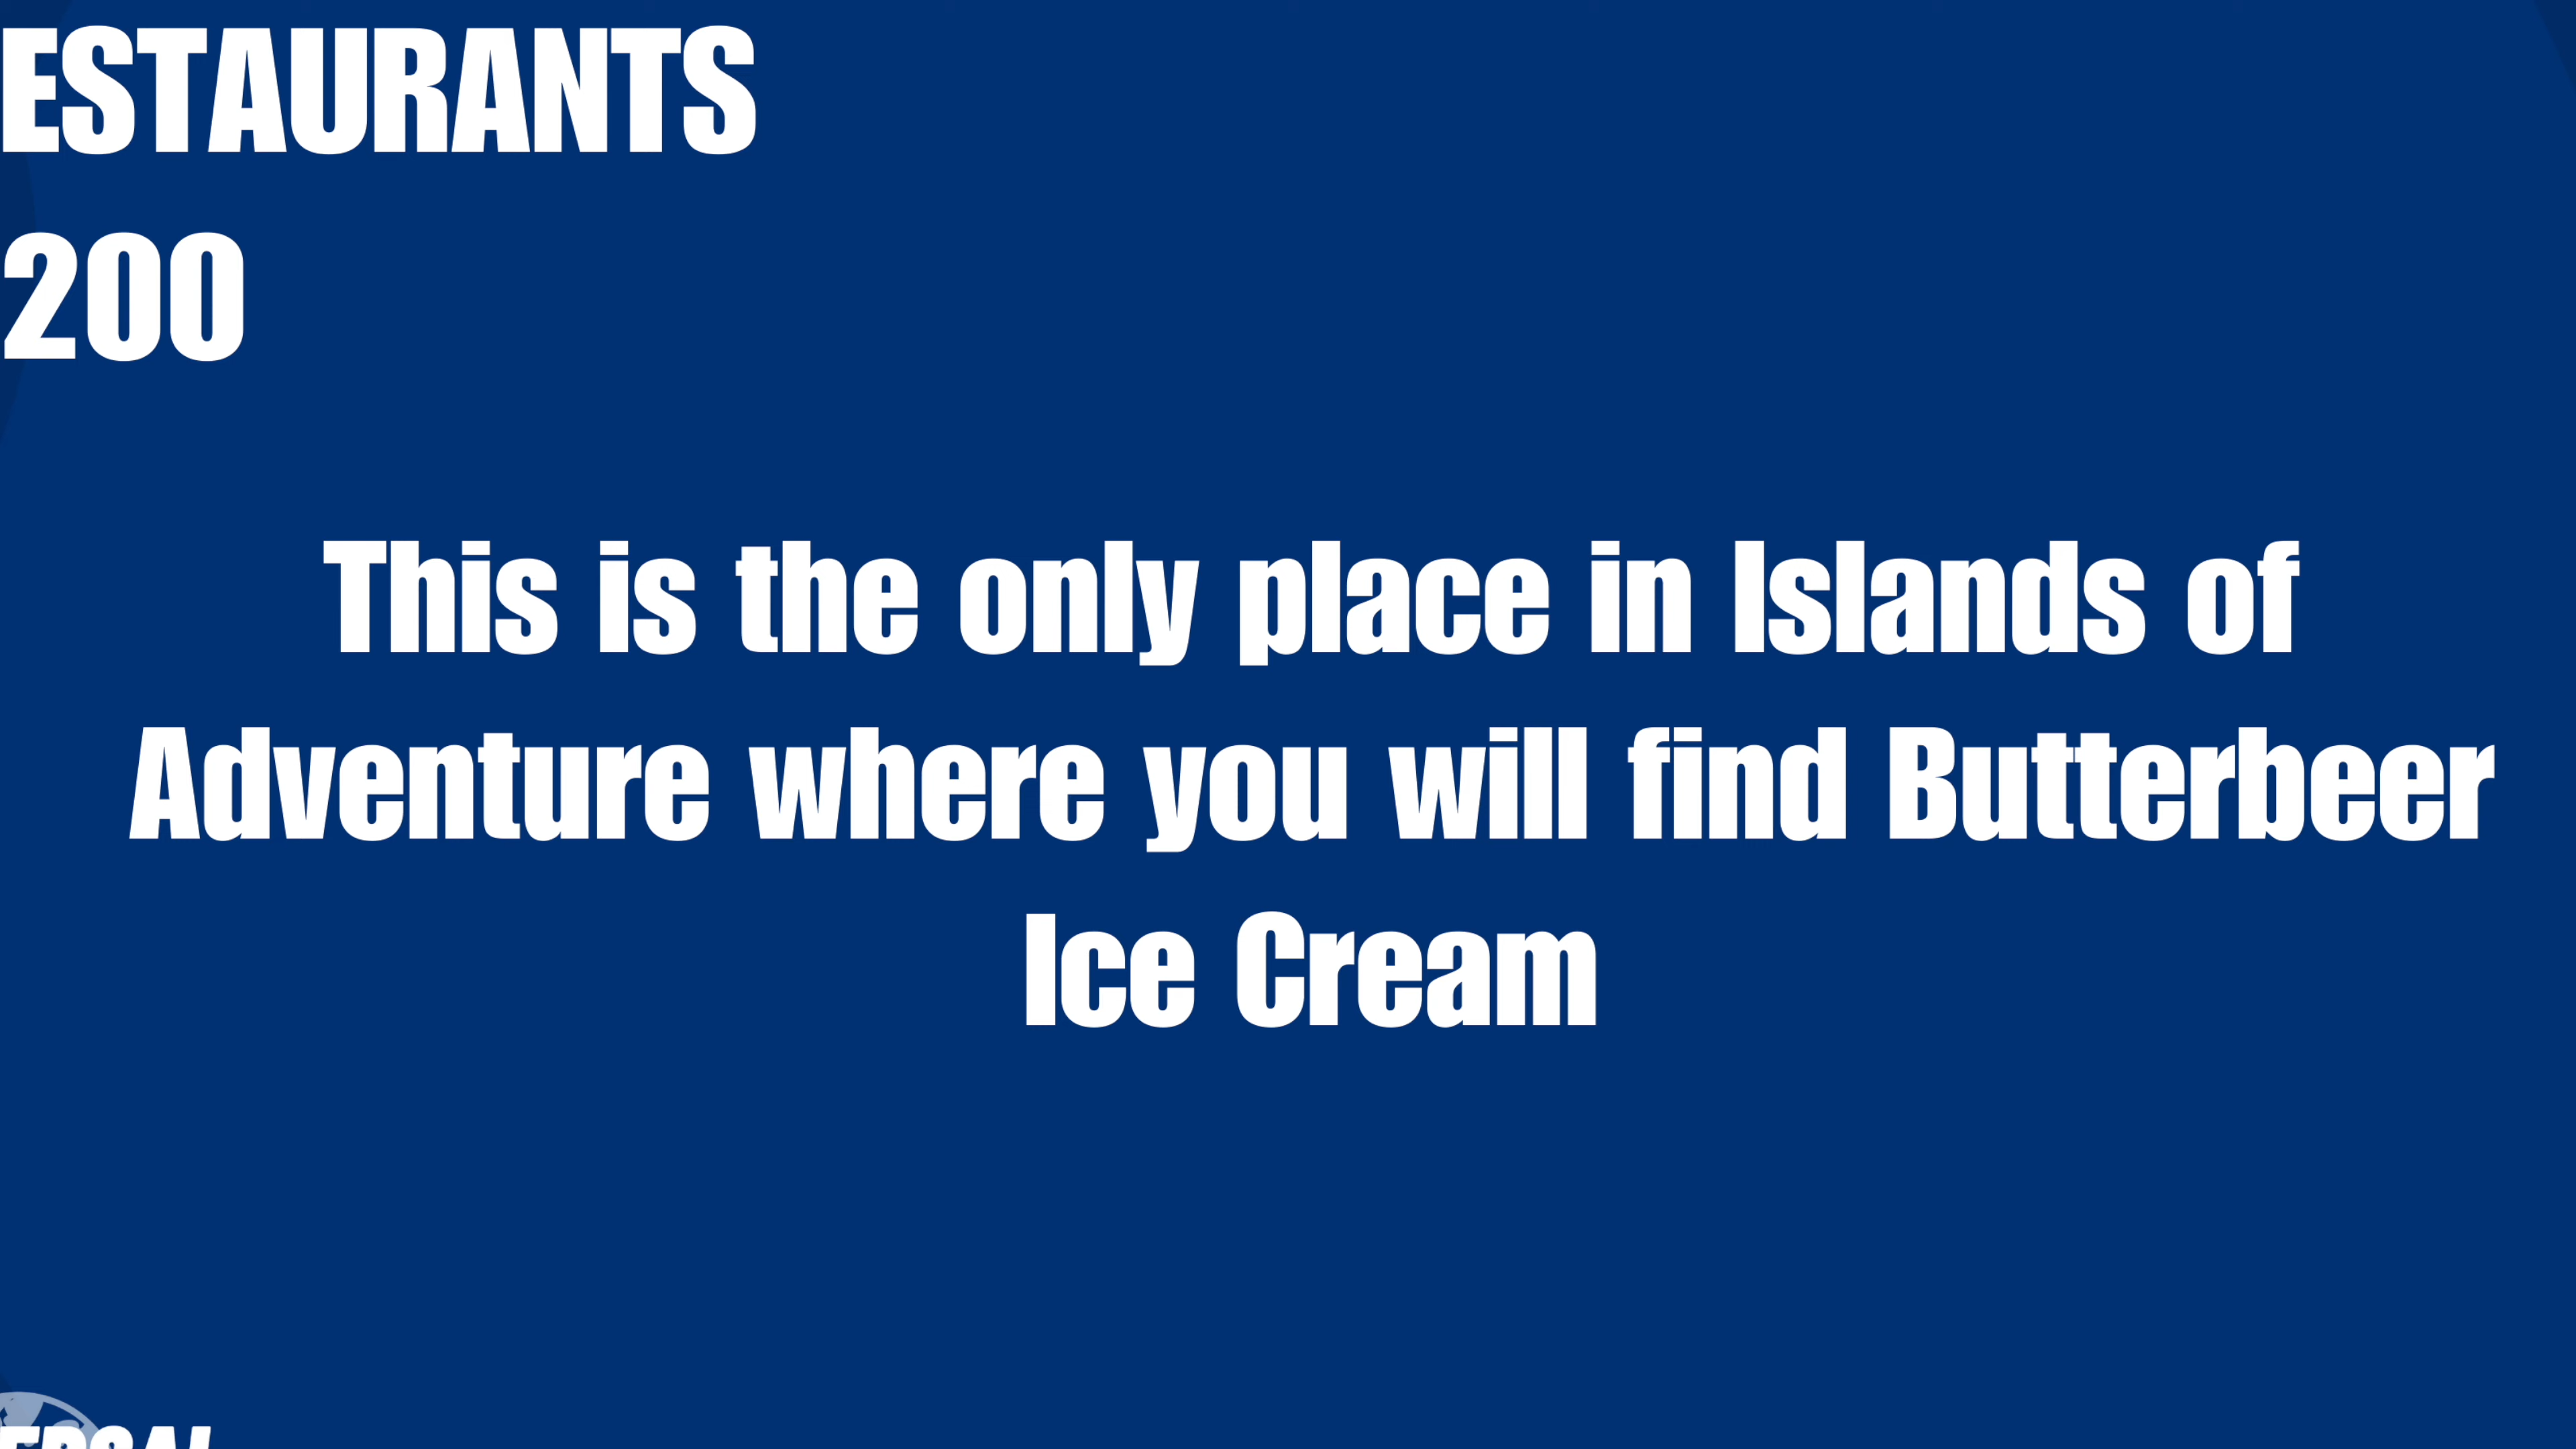 ESTAURANTS
200
This is the only place in Islands of
Adventure where you will find Butterbeer
Ice Cream